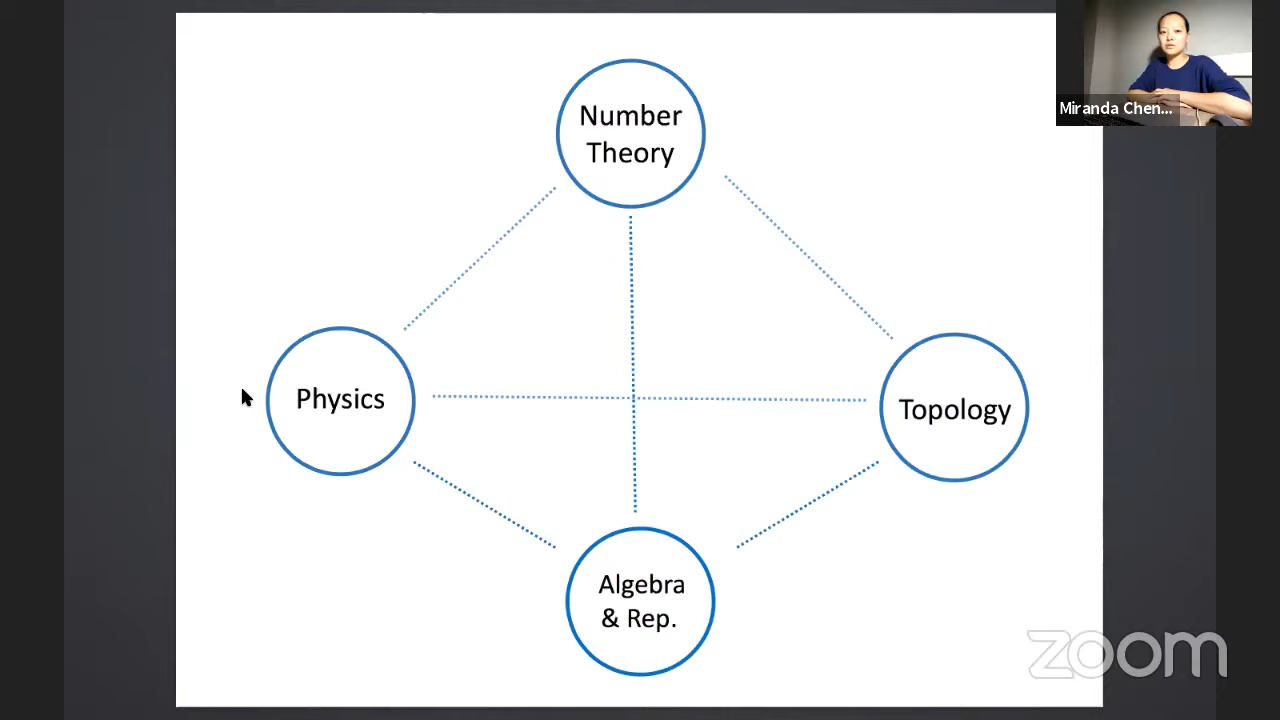 Number
Theory
Miranda Chen...
Physics
Topology
Algebra
& Rep.
zoom